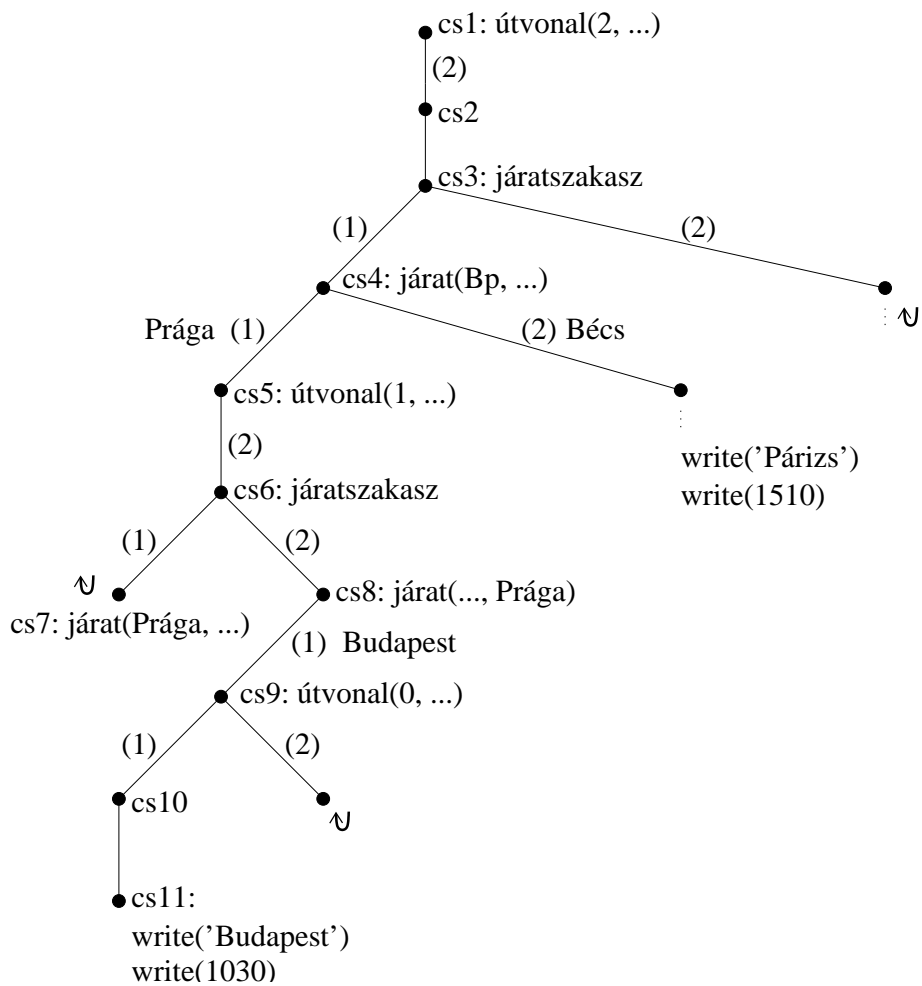 cs1: útvonal(2, ...)
(2)
cs2
cs3: járatszakasz
(1)
(2)
cs4: járat(Bp, ...)
Prága (1)
(2) Bécs
cs5: útvonal(1, ...)
(2)
write(’Párizs’)
write(1510)
cs6: járatszakasz
(1)
(2)
cs8: járat(..., Prága)
cs7: járat(Prága, ...)
(1) Budapest
cs9: útvonal(0, ...)
(1)
(2)
cs10
cs11:
write(’Budapest’)
write(1030)